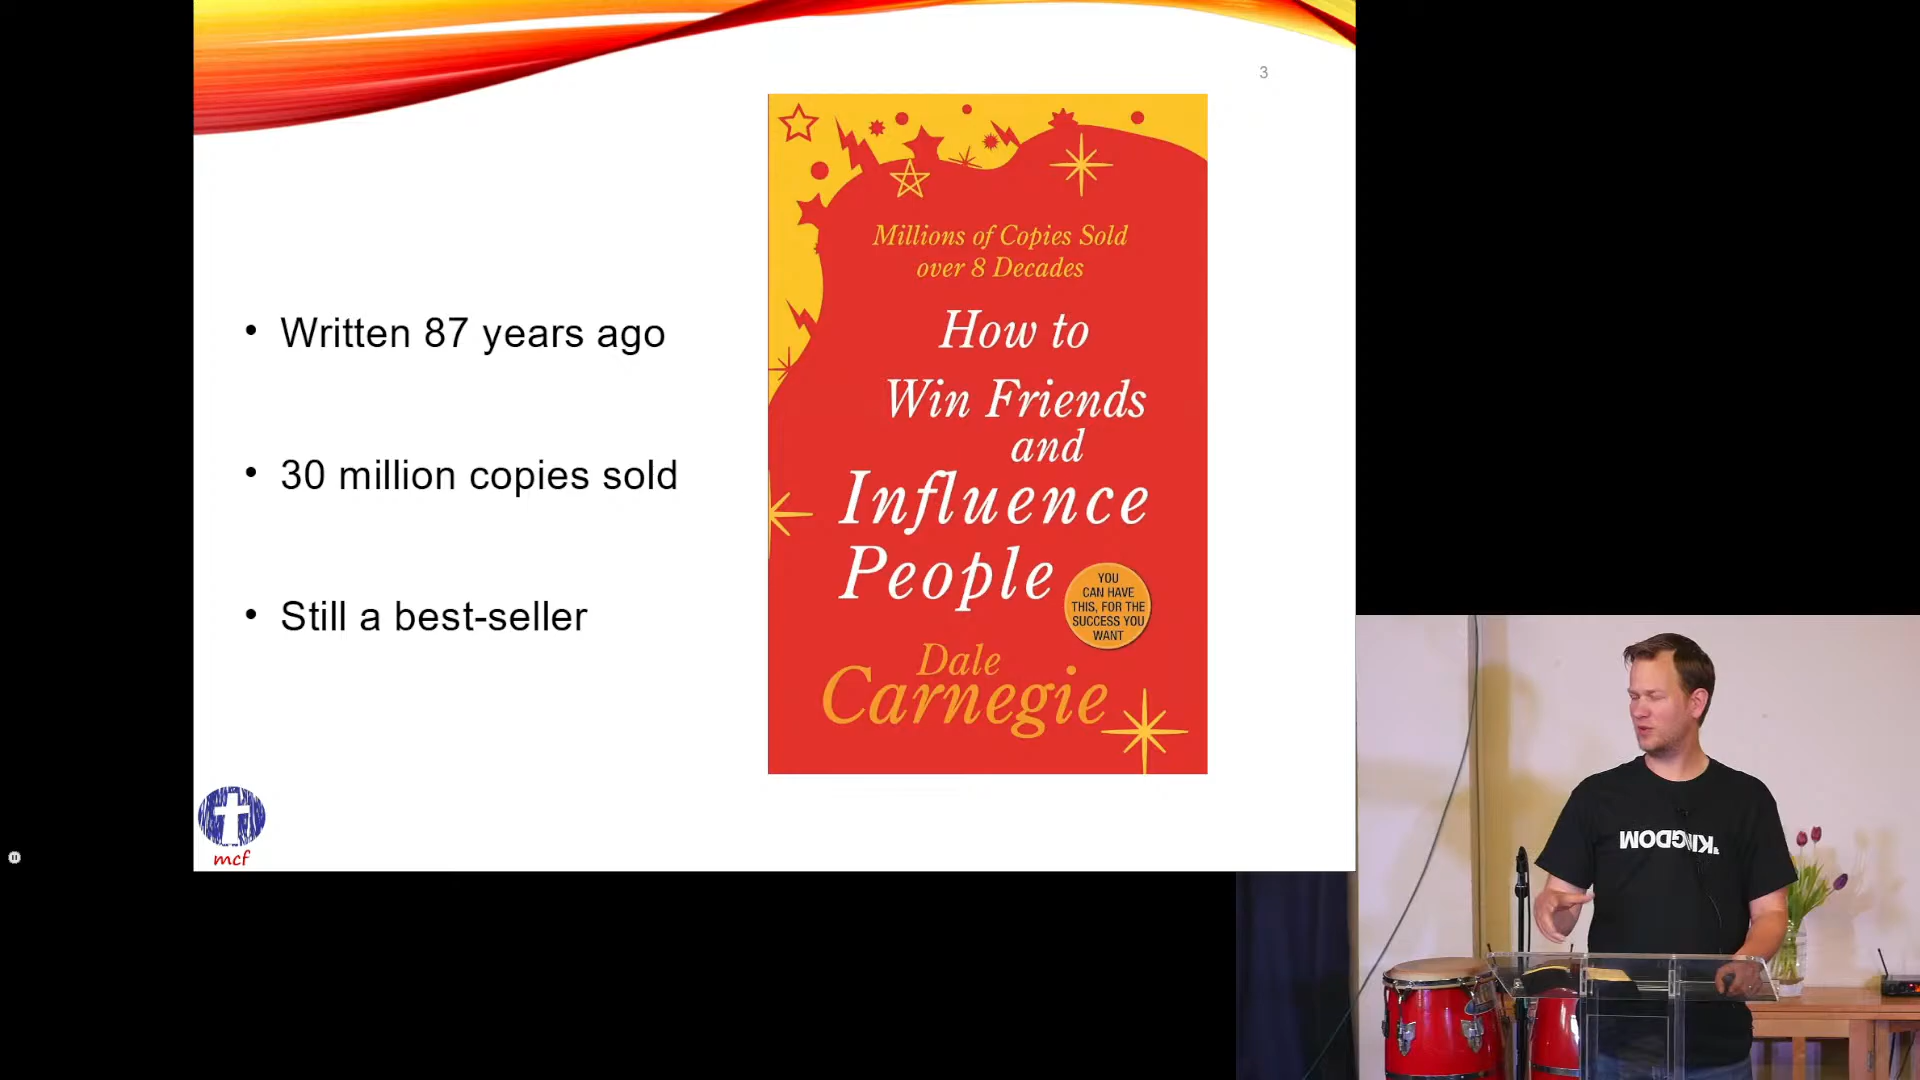 3
• Written 87 years ago
• 30 million copies sold
• Still a best-seller
Millions of Copies Sold
over 8 Decades
How to
Win Friends
and
Influence
People
YOU
CAN HAVE
THIS, FOR THE
SUCCESS YOU
WANT
Dale
Carnegie
mcf
KINGDOM